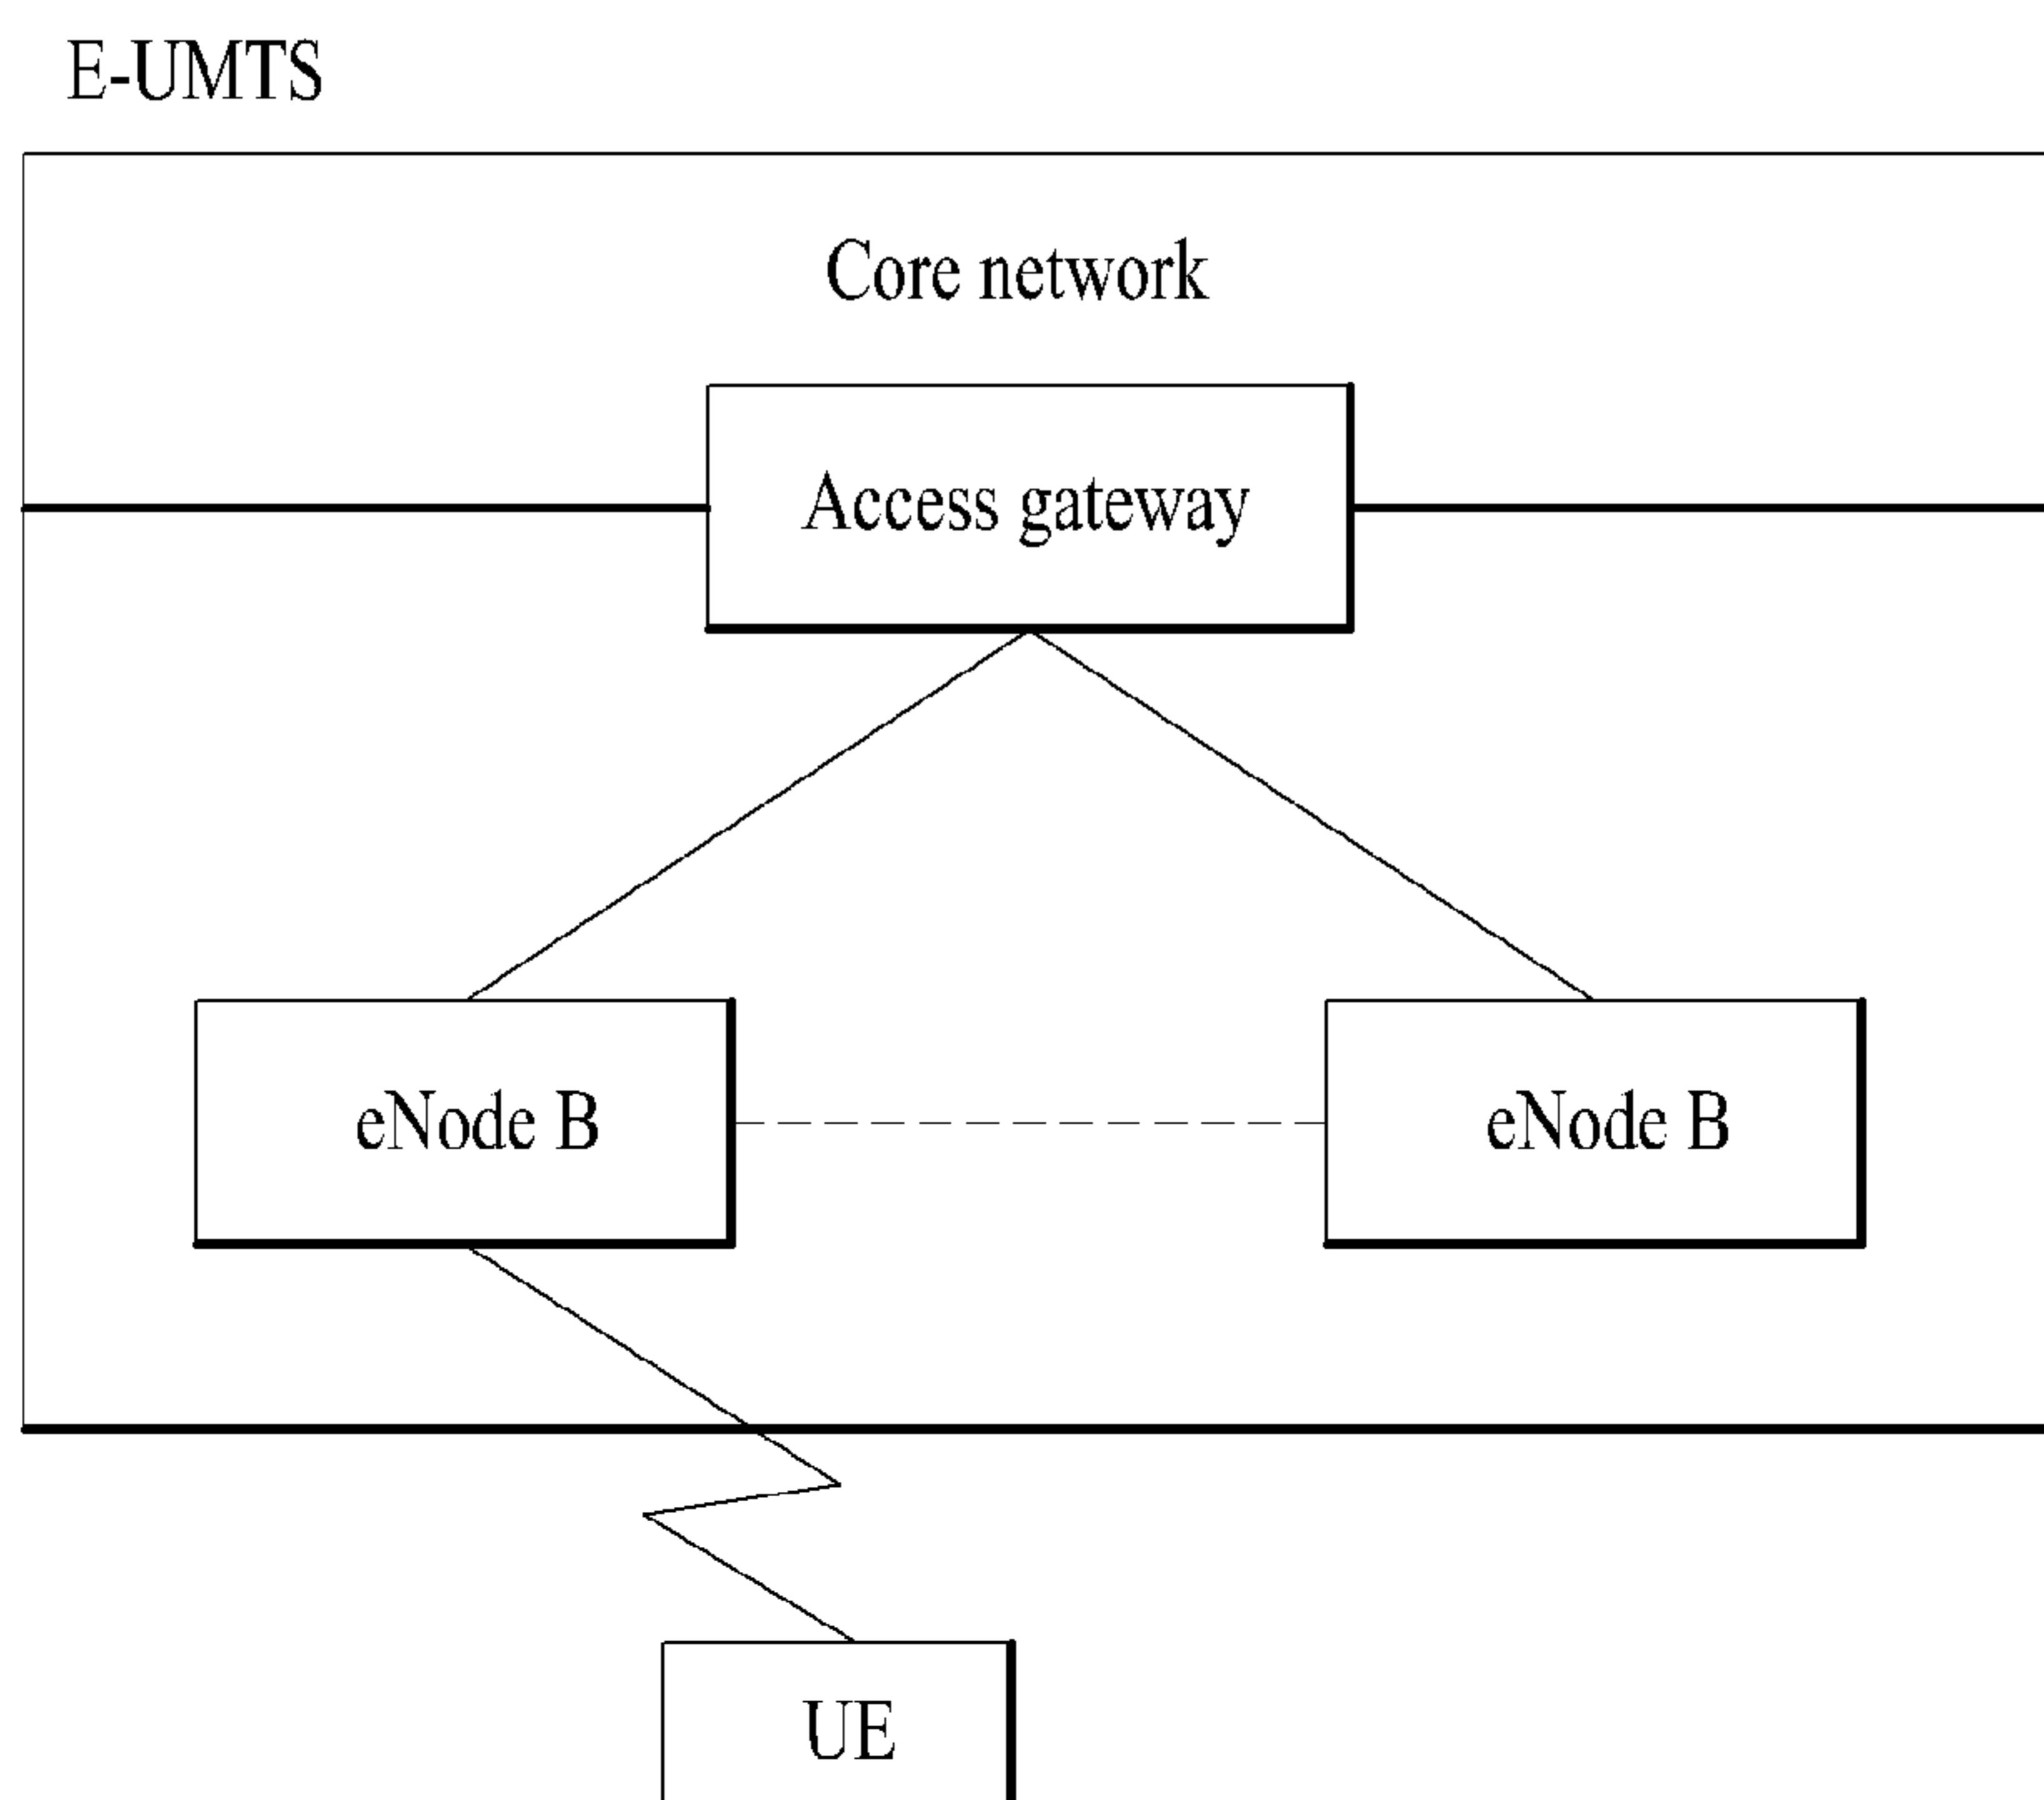 E-UMTS
Core network
Access gateway
eNode B
eNode B
UE